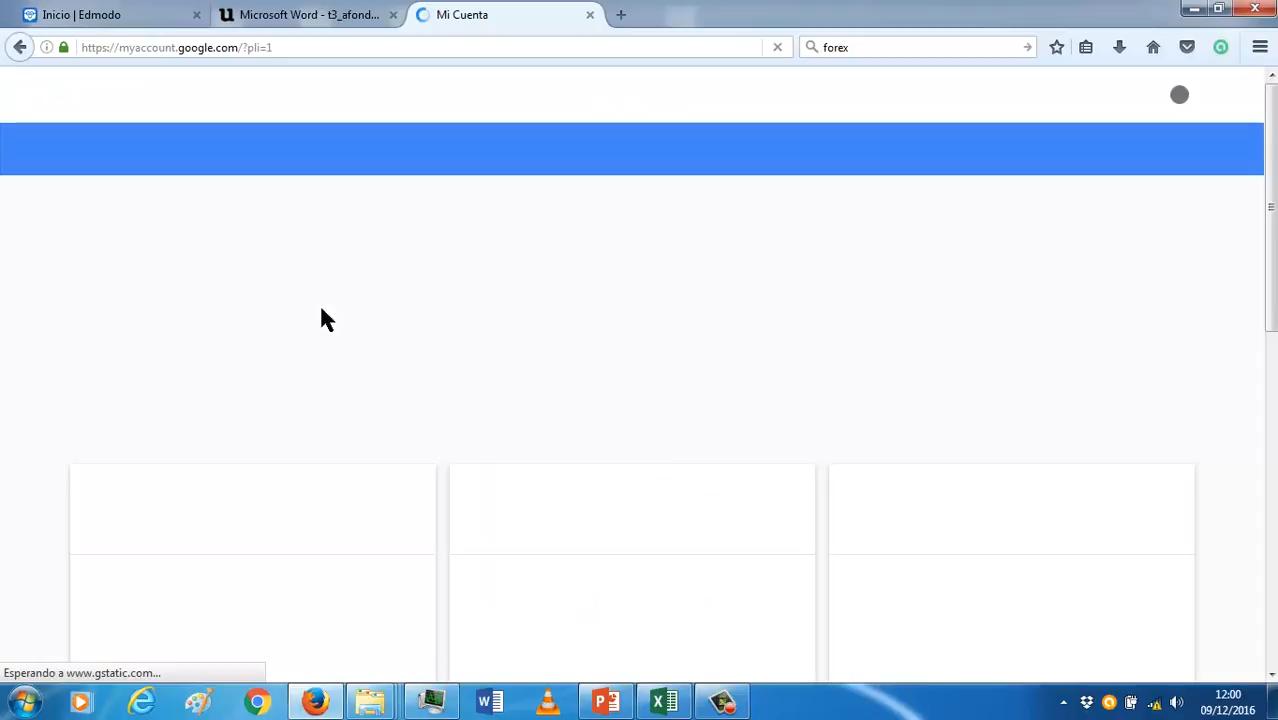 Inicio | Edmodo
Microsoft Word - t3_afond...
Mi Cuenta
https://myaccount.google.com/?pli=1
forex
Esperando a www.gstatic.com...
12:00
09/12/2016